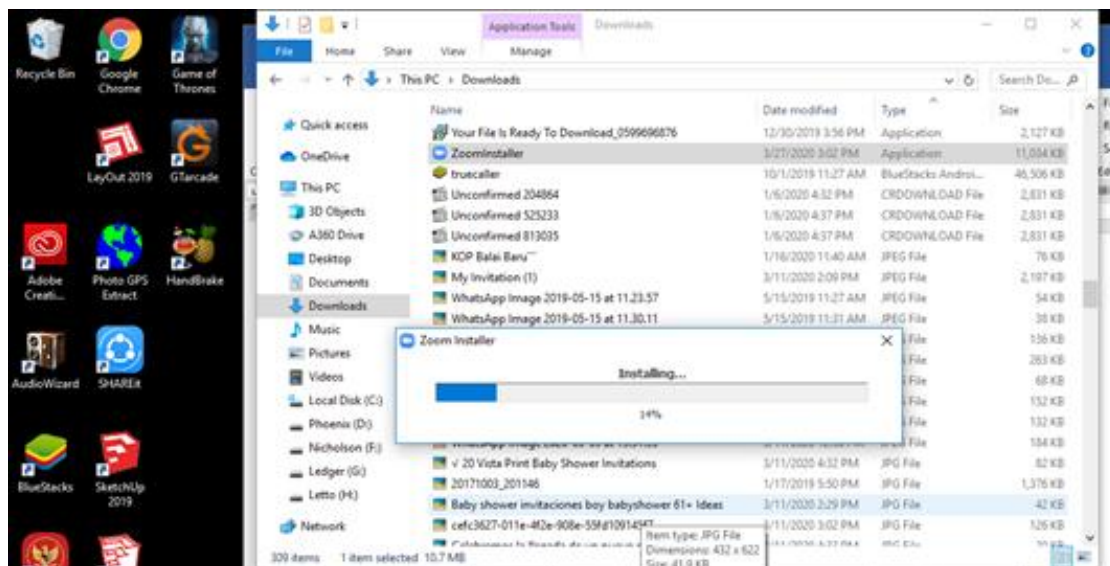 Application Tools
Downloads
File
Home
Share
View
Manage
This PC
Downloads
Search Do...
Name
Date modified
Type
Size
Quick access
OneDrive
This PC
3D Objects
A360 Drive
Desktop
Documents
Downloads
Music
Pictures
Videos
Local Disk (C:)
Phoenix (D:)
Nicholson (F:)
Ledger (G:)
Letto (H:)
Network
Your File Is Ready To Download_0599696876 12/30/2019 3:56 PM Application 2,127 KB
ZoomInstaller 3/27/2020 3:02 PM Application 11,004 KB
truecaller 10/1/2019 11:27 AM BlueStacks Androi... 46,506 KB
Unconfirmed 204864 1/6/2020 4:32 PM CRDOWNLOAD File 2,831 KB
Unconfirmed 525233 1/6/2020 4:37 PM CRDOWNLOAD File 2,831 KB
Unconfirmed 813035 1/6/2020 4:37 PM CRDOWNLOAD File 2,831 KB
KOP Balai Baru 1/16/2020 11:40 AM JPEG File 76 KB
My Invitation (1) 3/11/2020 2:09 PM JPEG File 2,197 KB
WhatsApp Image 2019-05-15 at 11.23.57 5/15/2019 11:27 AM JPEG File 54 KB
WhatsApp Image 2019-05-15 at 11.30.11 5/15/2019 11:31 AM JPEG File 38 KB
File 136 KB
File 263 KB
File 68 KB
File 152 KB
File 132 KB
File 184 KB
Zoom Installer
Installing...
14%
√ 20 Vista Print Baby Shower Invitations 3/11/2020 4:32 PM JPG File 82 KB
20171003_201146 1/17/2019 5:50 PM JPG File 1,376 KB
Baby shower invitaciones boy babyshower 61+ Ideas 3/11/2020 2:29 PM JPG File 42 KB
3/11/2020 3:02 PM JPG File 126 KB
Item type: JPG File
Dimensions: 432 x 622
Size: 41.9 KB
309 items
1 item selected 10.7 MB
Recycle Bin
Google
Chrome
Game of
Thrones
LayOut 2019
GTarcade
Adobe
Creati...
Photo GPS
Extract
HandBrake
AudioWizard
SHAREit
BlueStacks
SketchUp
2019